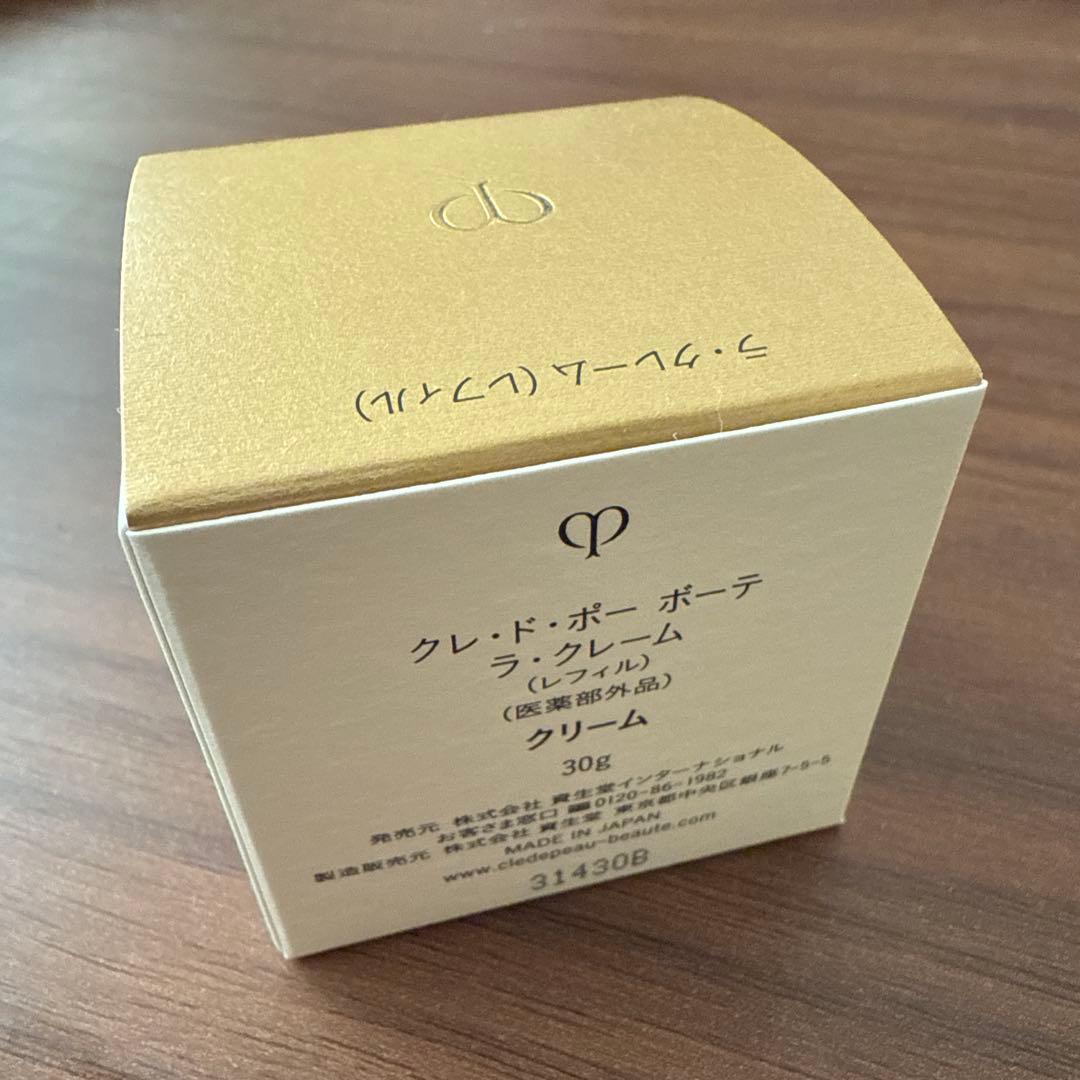 ラ・クレーム(レフィル)
クレ・ド・ポー ボーテ
ラ・クレーム
(レフィル)
(医薬部外品)
クリーム
30g
発売元 株式会社 資生堂インターナショナル
お客さま窓口 0120-86-1982
製造販売元 株式会社 資生堂 東京都中央区銀座7-5-5
MADE IN JAPAN
www.cledepeau-beaute.com
31430B